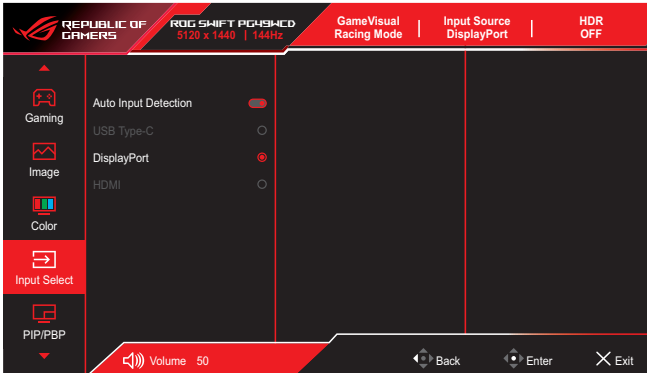 REPUBLIC OF
GAMERS
ROG SWIFT PG49WCD
5120 x 1440 | 144Hz
GameVisual
Racing Mode
Input Source
DisplayPort
HDR
OFF
Gaming
Image
Color
Input Select
PIP/PBP
Auto Input Detection
USB Type-C
DisplayPort
HDMI
Volume 50
Back
Enter
Exit